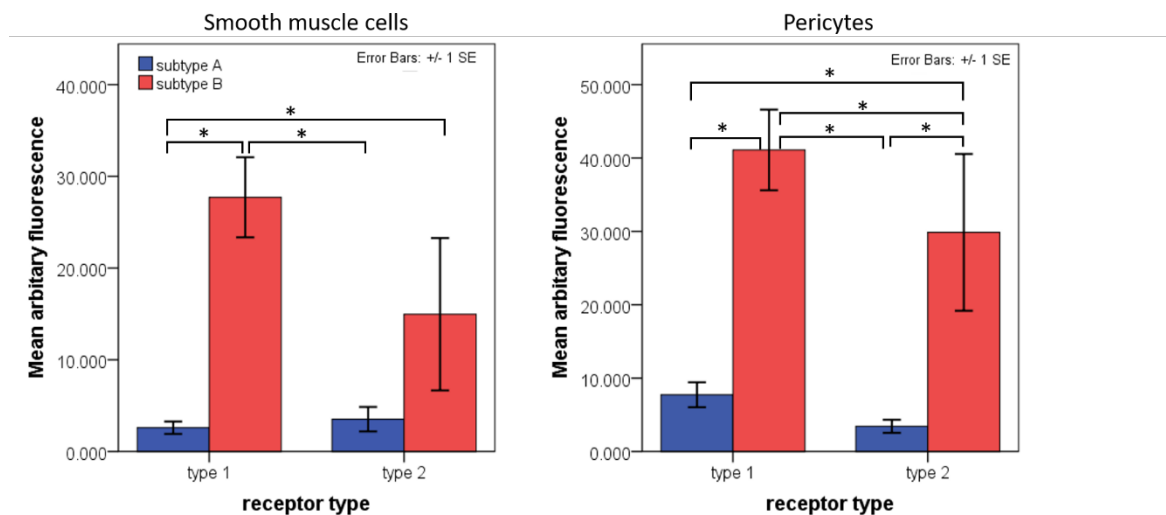 Smooth muscle cells
subtype A
subtype B
Error Bars: +/- 1 SE
40.000
30.000
20.000
10.000
0.000
Mean arbitary fluorescence
*
*
*
type 1
type 2
receptor type
Pericytes
Error Bars: +/- 1 SE
50.000
40.000
30.000
20.000
10.000
0.000
Mean arbitary fluorescence
*
*
*
*
*
type 1
type 2
receptor type